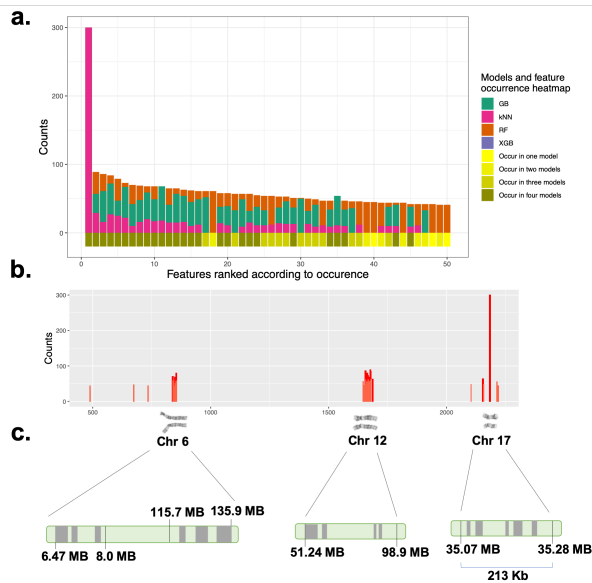 a.
300
200
100
0
Counts
0
10
20
30
40
50
Features ranked according to occurence
Models and feature
occurrence heatmap
GB
kNN
RF
XGB
Occur in one model
Occur in two models
Occur in three models
Occur in four models
b.
300
200
100
0
Counts
500
1000
1500
2000
c.
Chr 6
Chr 12
Chr 17
115.7 MB
135.9 MB
6.47 MB
8.0 MB
51.24 MB
98.9 MB
35.07 MB
35.28 MB
213 Kb